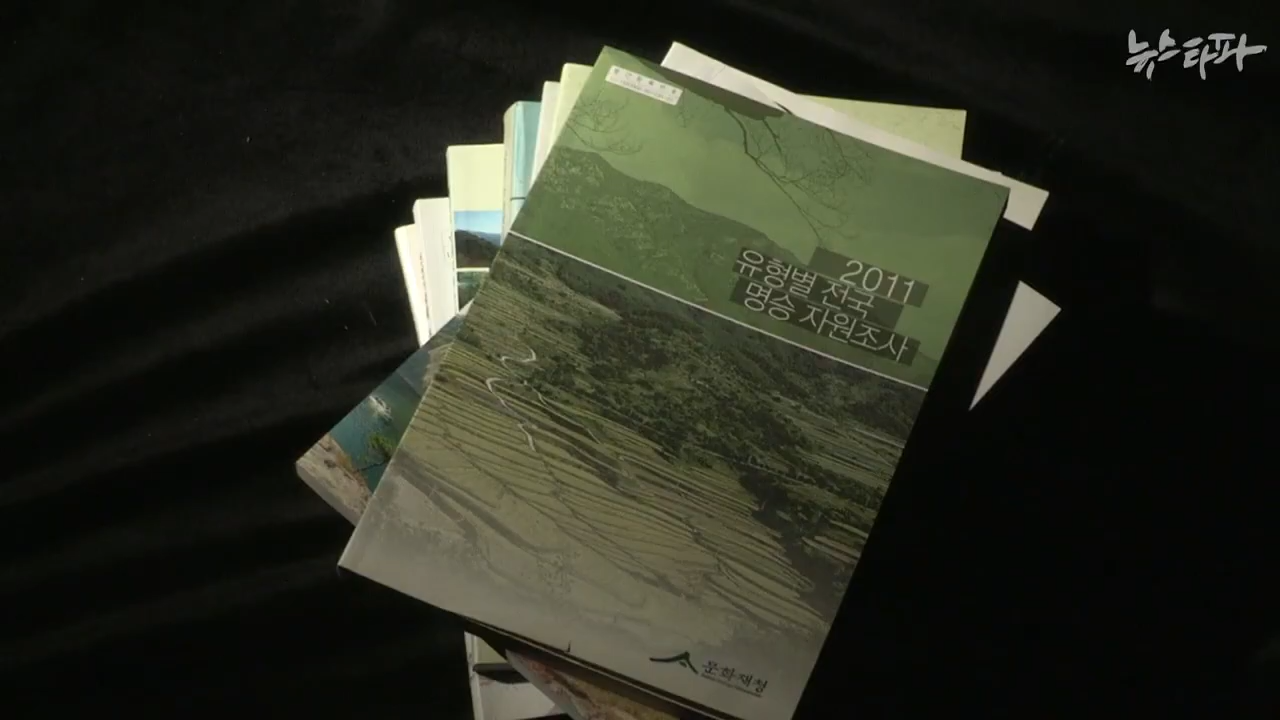 뉴스타파
2011
유형별 전국
명승 자원조사
문화재청